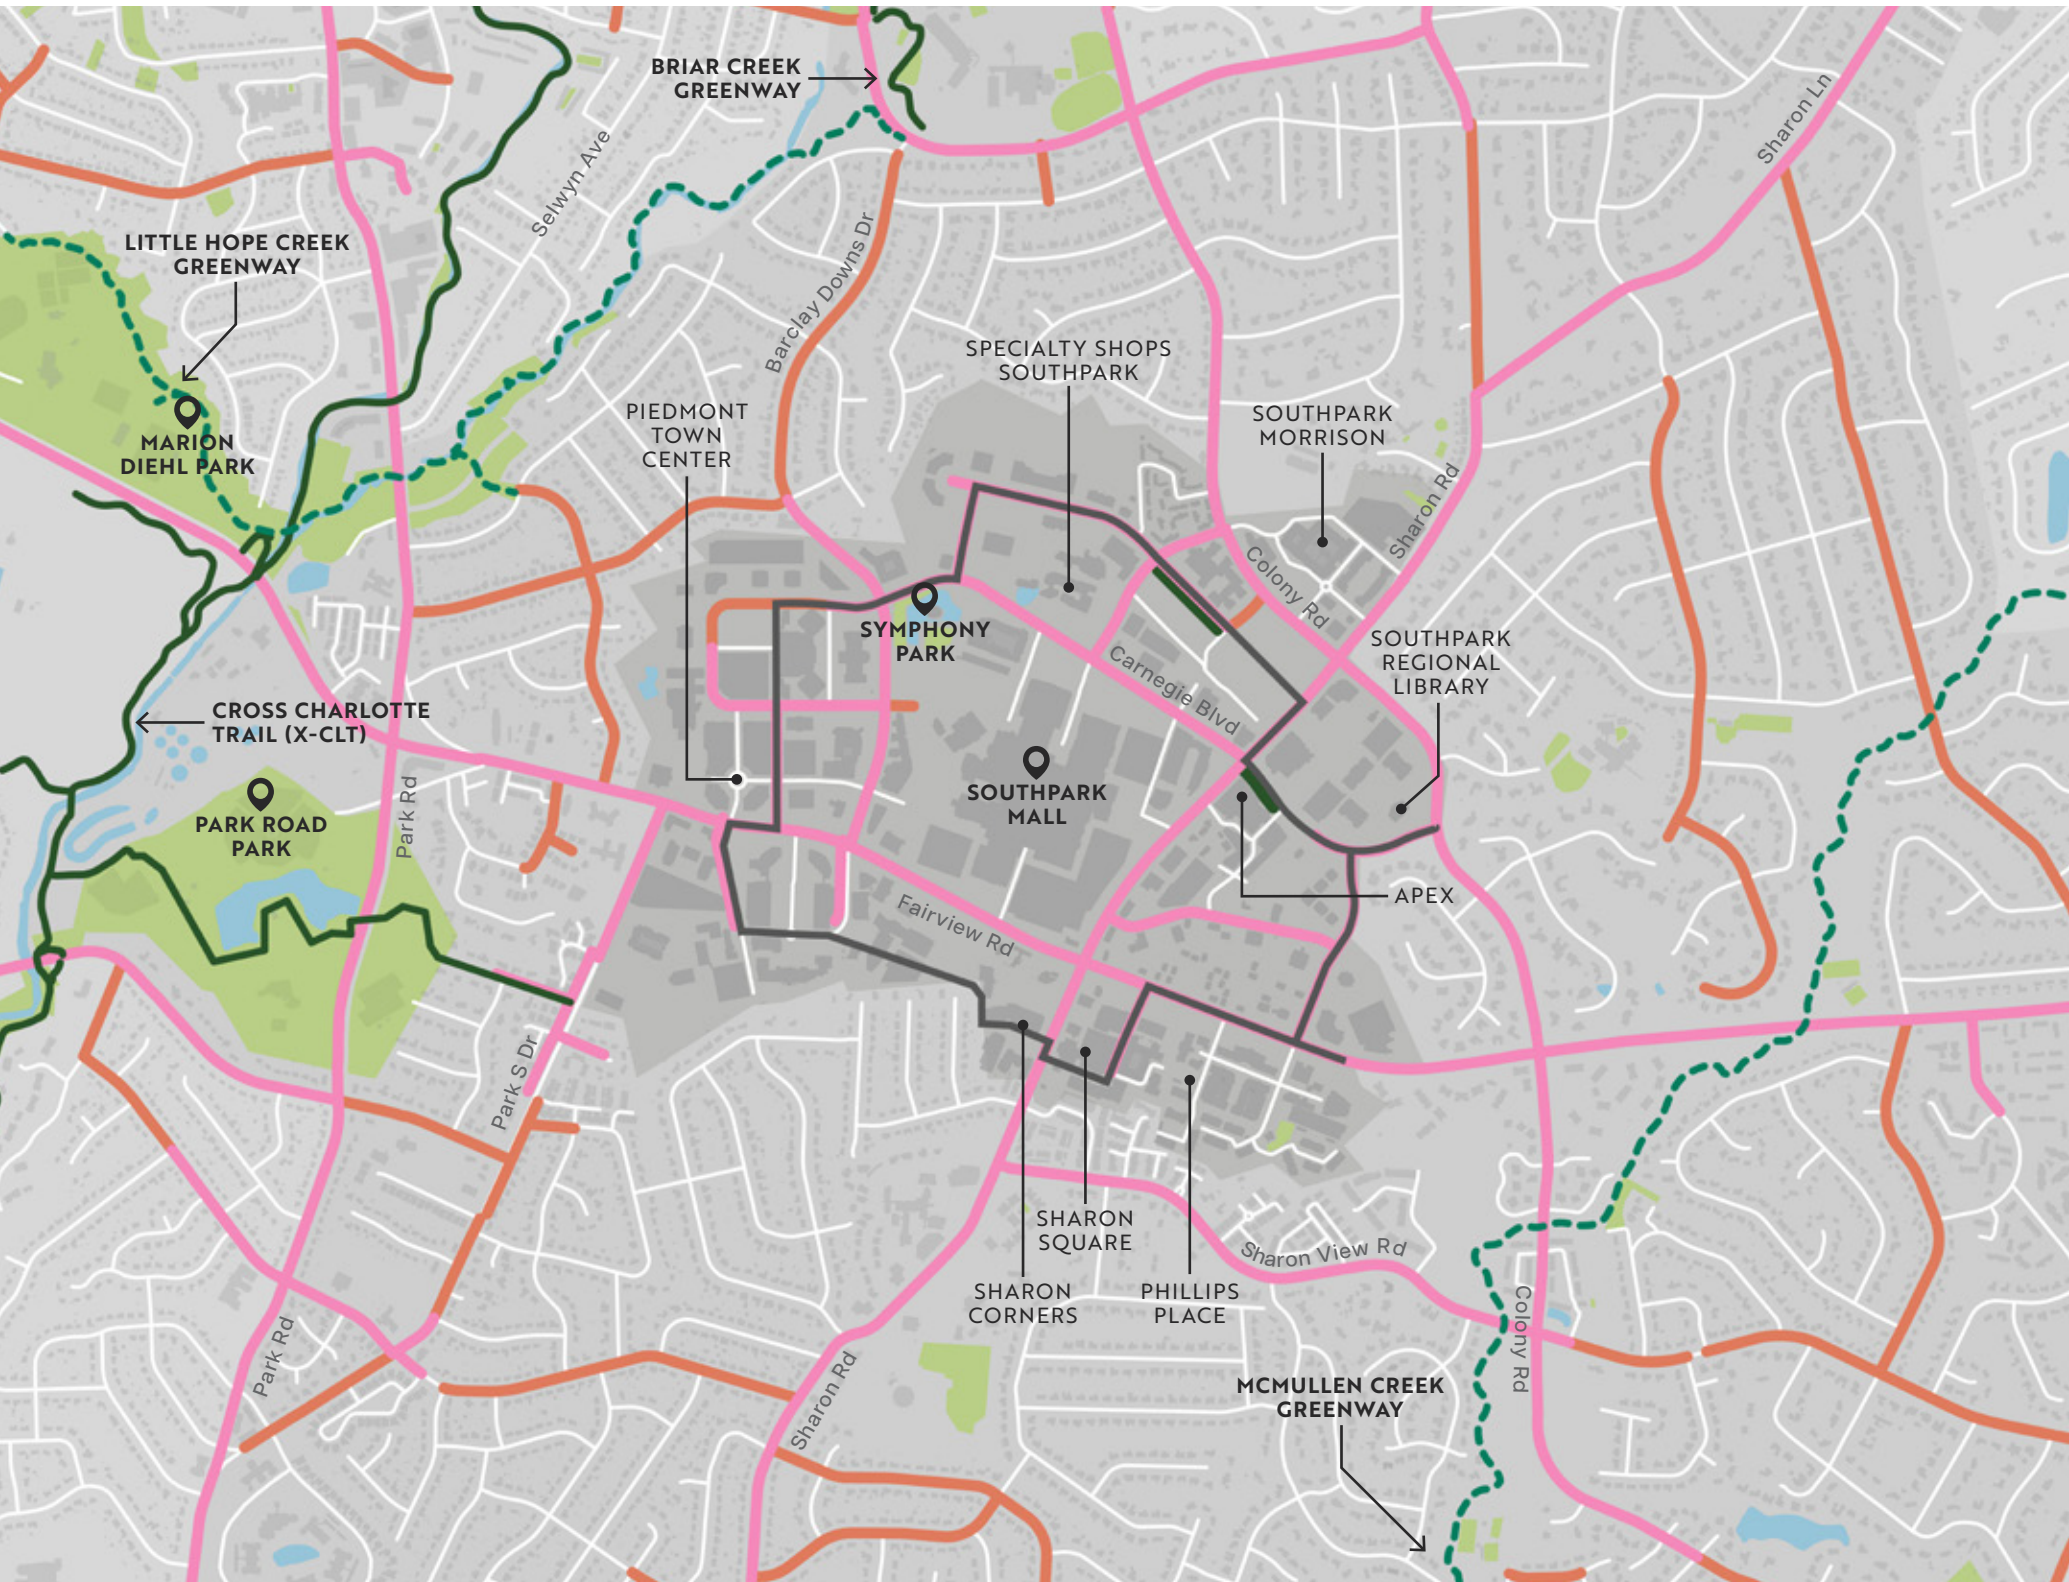 BRIAR CREEK
GREENWAY
Sharon Ln
Selwyn Ave
LITTLE HOPE CREEK
GREENWAY
Barclay Downs Dr
SPECIALTY SHOPS
SOUTHPARK
PIEDMONT
TOWN
CENTER
SOUTHPARK
MORRISON
MARION
DIEHL PARK
Sharon Rd
Colony Rd
SYMPHONY
PARK
SOUTHPARK
REGIONAL
LIBRARY
Carnegie Blvd
CROSS CHARLOTTE
TRAIL (X-CLT)
SOUTHPARK
MALL
PARK ROAD
PARK
Park Rd
APEX
Fairview Rd
Park S Dr
SHARON
SQUARE
Sharon View Rd
SHARON
CORNERS
PHILLIPS
PLACE
Colony Rd
Park Rd
Sharon Rd
MCMULLEN CREEK
GREENWAY